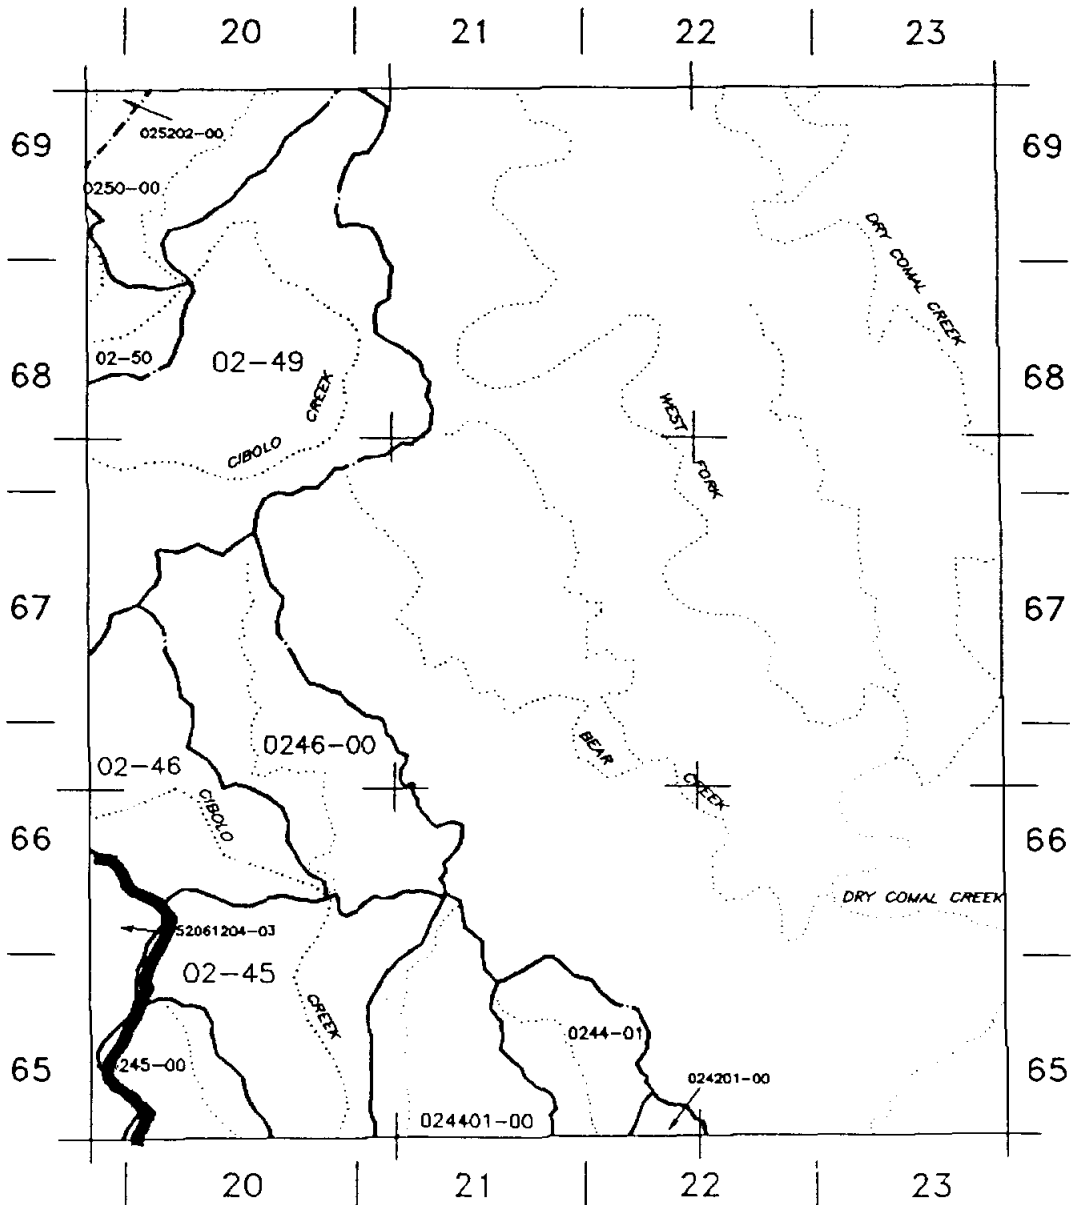 20 21 22 23
69 69
025202-00
0250-00
DRY COMAL CREEK
02-50
02-49
68 68
CREEK
WEST
CIBOLO
FORK
67 67
0246-00
BEAR
02-46
CIBOLO
CREEK
66 66
DRY COMAL CREEK
52061204-03
02-45
CREEK
0244-01
245-00
65 65
024201-00
024401-00
20 21 22 23